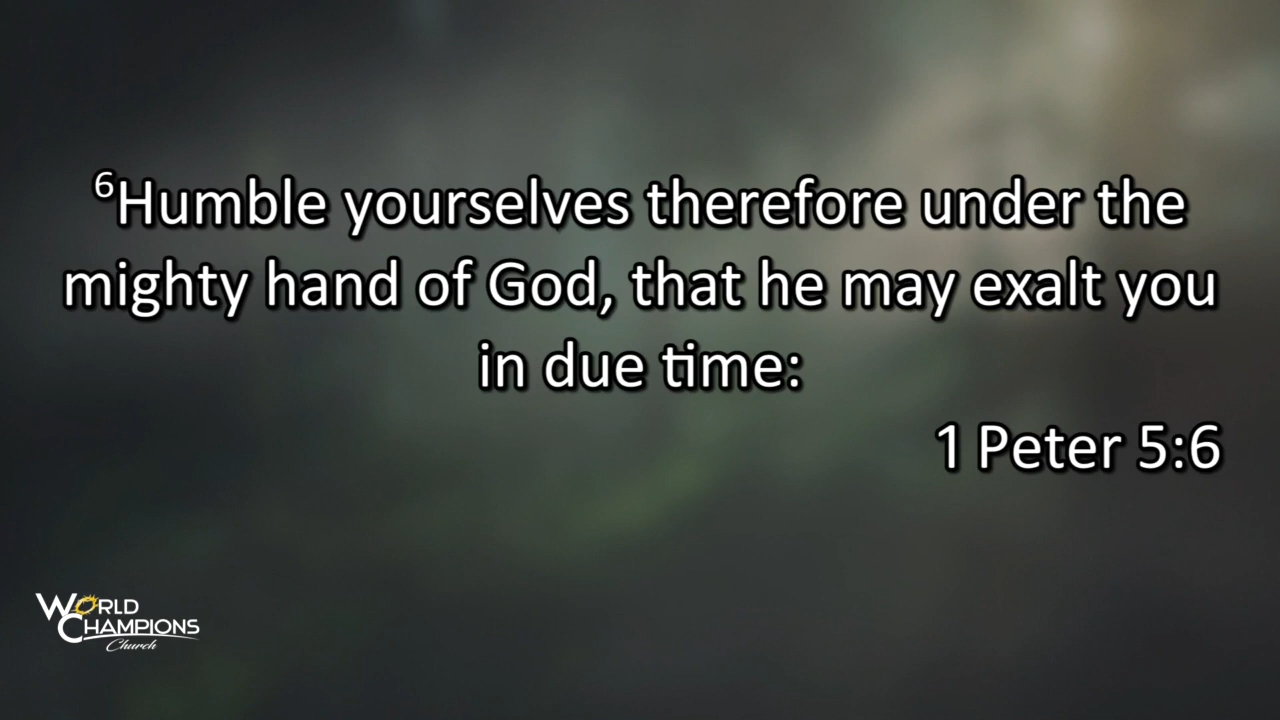 ⁶Humble yourselves therefore under the
mighty hand of God, that he may exalt you
in due time:
1 Peter 5:6
WORLD
CHAMPIONS
Church